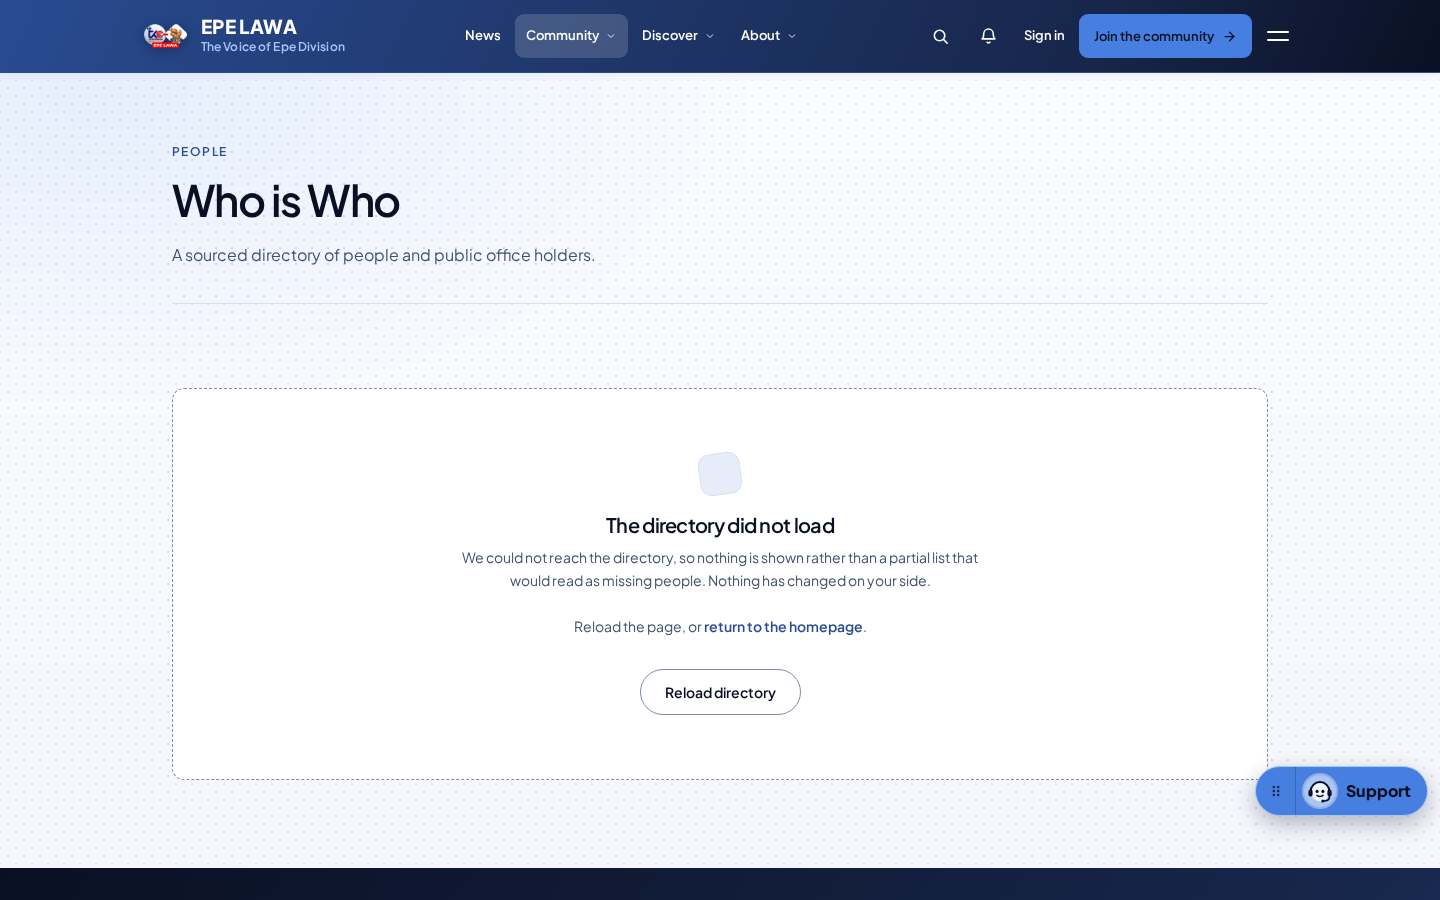 EPE LAWA
EPE LAWA
The Voice of Epe Division
News
Community
Discover
About
Sign in
Join the community
PEOPLE
Who is Who
A sourced directory of people and public office holders.
The directory did not load
We could not reach the directory, so nothing is shown rather than a partial list that
would read as missing people. Nothing has changed on your side.
Reload the page, or return to the homepage.
Reload directory
Support